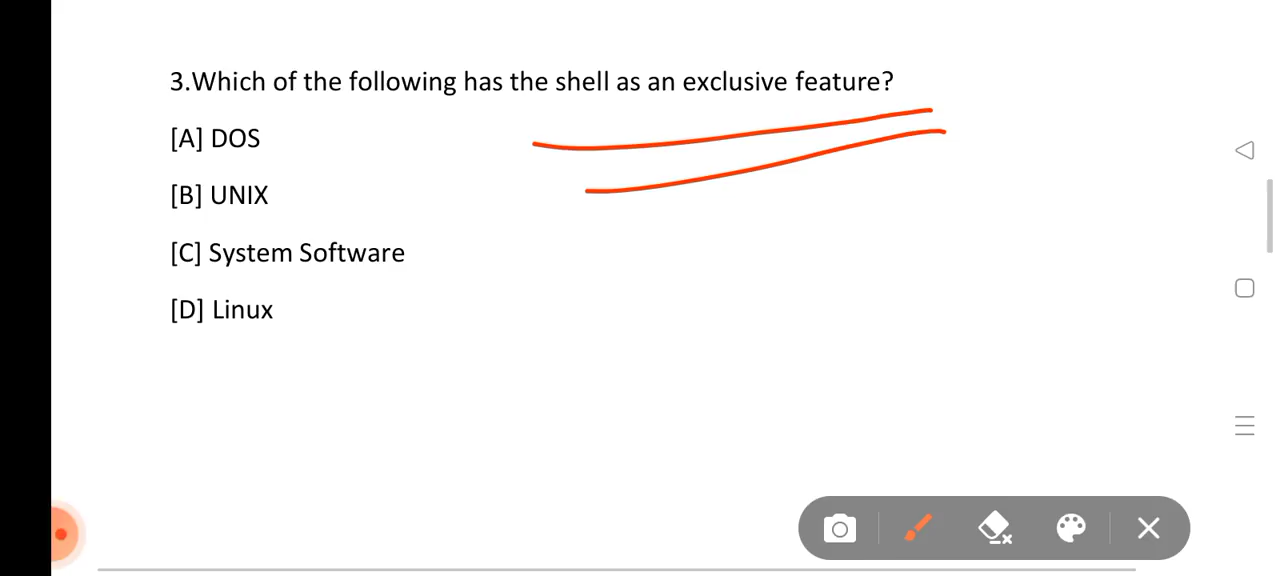 3.Which of the following has the shell as an exclusive feature?
[A] DOS
[B] UNIX
[C] System Software
[D] Linux